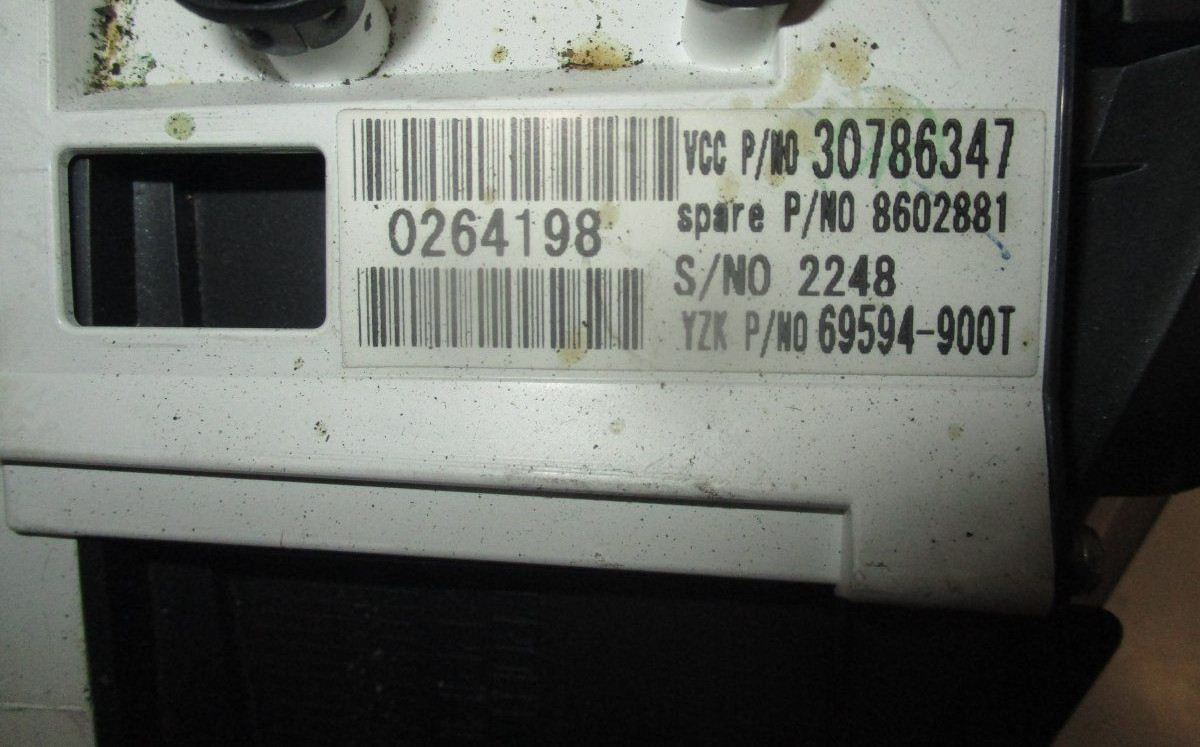 0264198
VCC P/NO 30786347
spare P/NO 8602881
S/NO 2248
YZK P/NO 69594-900T